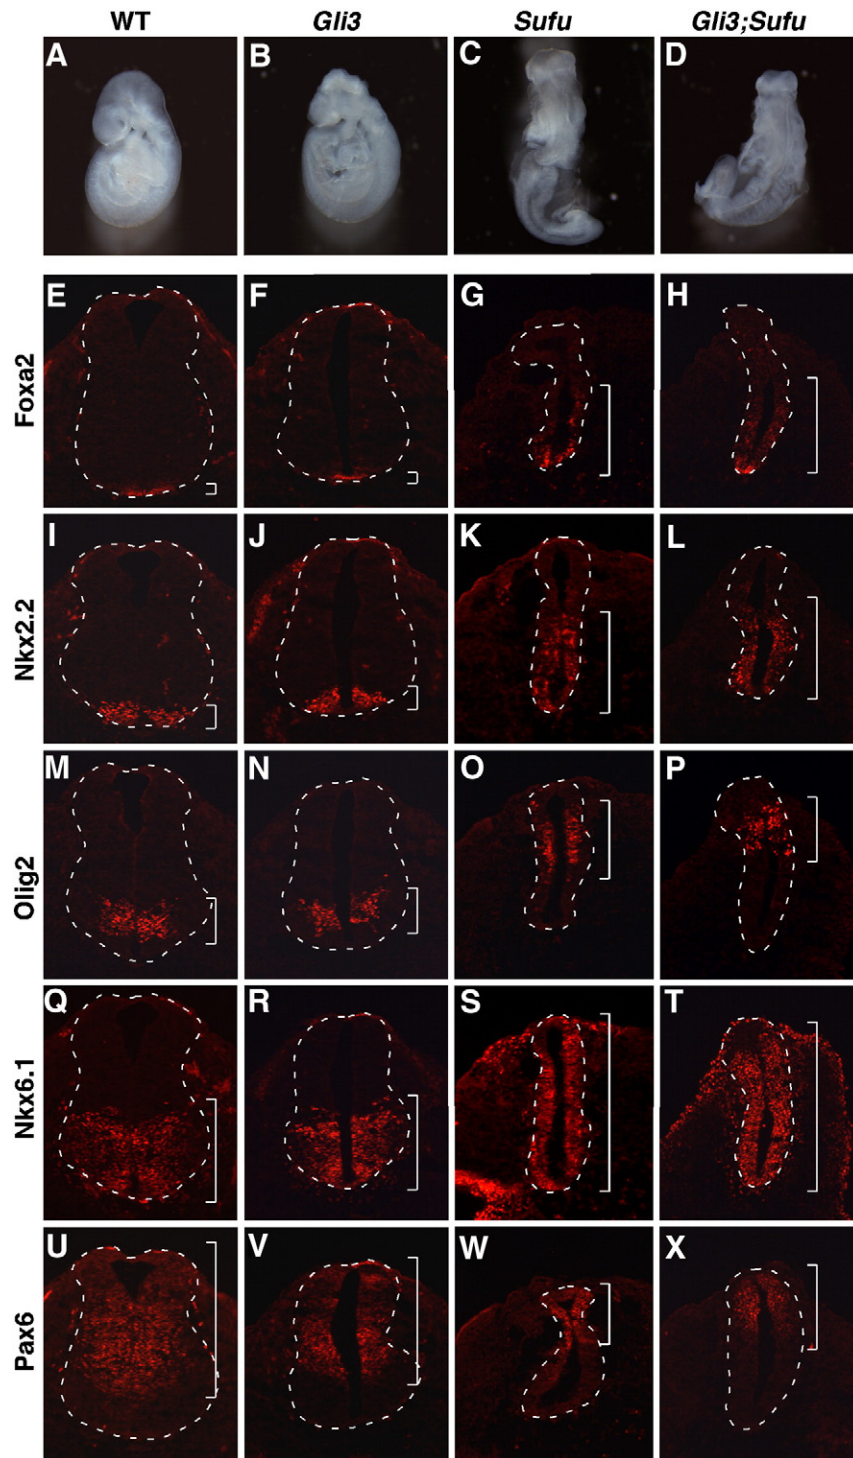 WT Gli3 Sufu Gli3;Sufu
A B C D
Foxa2 E F G H
Nkx2.2 I J K L
Olig2 M N O P
Nkx6.1 Q R S T
Pax6 U V W X